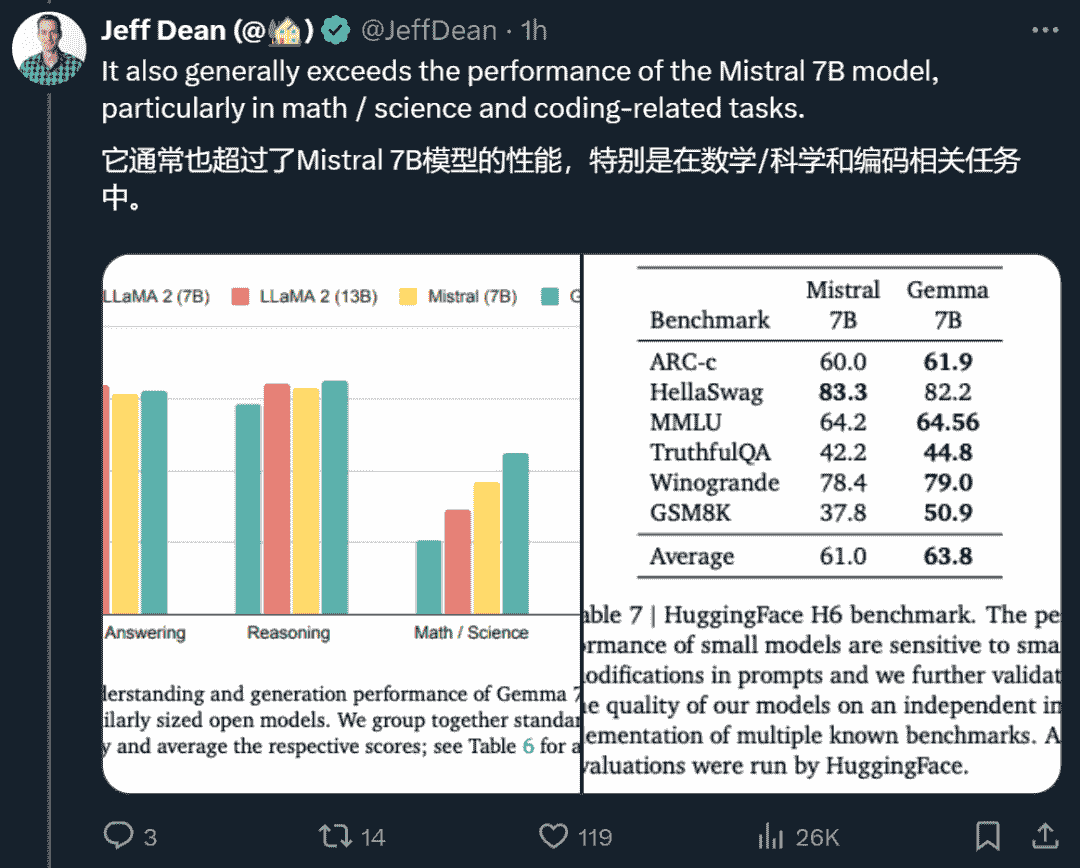 Jeff Dean (@🏡) @JeffDean · 1h
It also generally exceeds the performance of the Mistral 7B model,
particularly in math / science and coding-related tasks.
它通常也超过了Mistral 7B模型的性能，特别是在数学/科学和编码相关任务
中。
LLaMA 2 (7B) LLaMA 2 (13B) Mistral (7B) G
Answering Reasoning Math / Science
lerstanding and generation performance of Gemma 7
ilarly sized open models. We group together standar
y and average the respective scores; see Table 6 for a
Mistral Gemma
Benchmark 7B 7B
ARC-c 60.0 61.9
HellaSwag 83.3 82.2
MMLU 64.2 64.56
TruthfulQA 42.2 44.8
Winogrande 78.4 79.0
GSM8K 37.8 50.9
Average 61.0 63.8
able 7 | HuggingFace H6 benchmark. The pe
rmance of small models are sensitive to sma
odifications in prompts and we further validat
e quality of our models on an independent im
ementation of multiple known benchmarks. A
valuations were run by HuggingFace.
3 14 119 26K